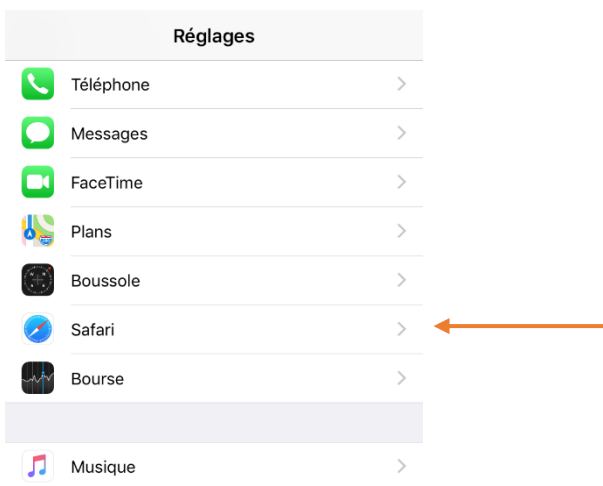 Réglages
Téléphone
Messages
FaceTime
Plans
Boussole
Safari
Bourse
Musique